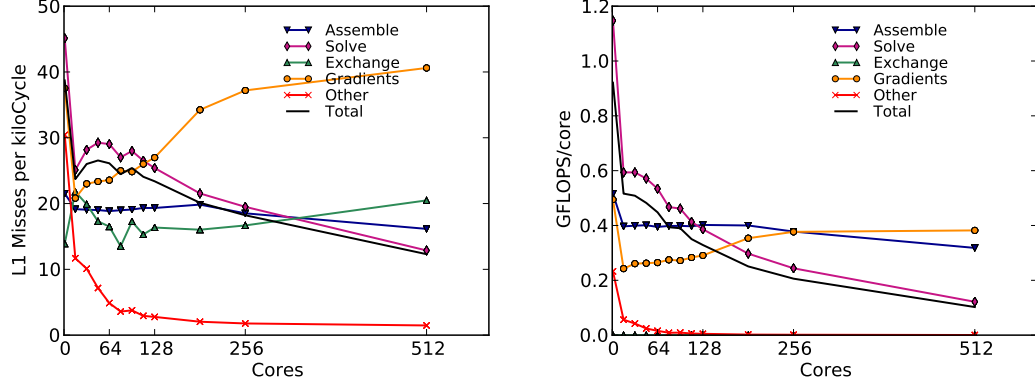 50
40
30
20
10
0
L1 Misses per kiloCycle
Assemble
Solve
Exchange
Gradients
Other
Total
0 64 128 256 512
Cores
1.2
1.0
0.8
0.6
0.4
0.2
0.0
GFLOPS/core
Assemble
Solve
Exchange
Gradients
Other
Total
0 64 128 256 512
Cores